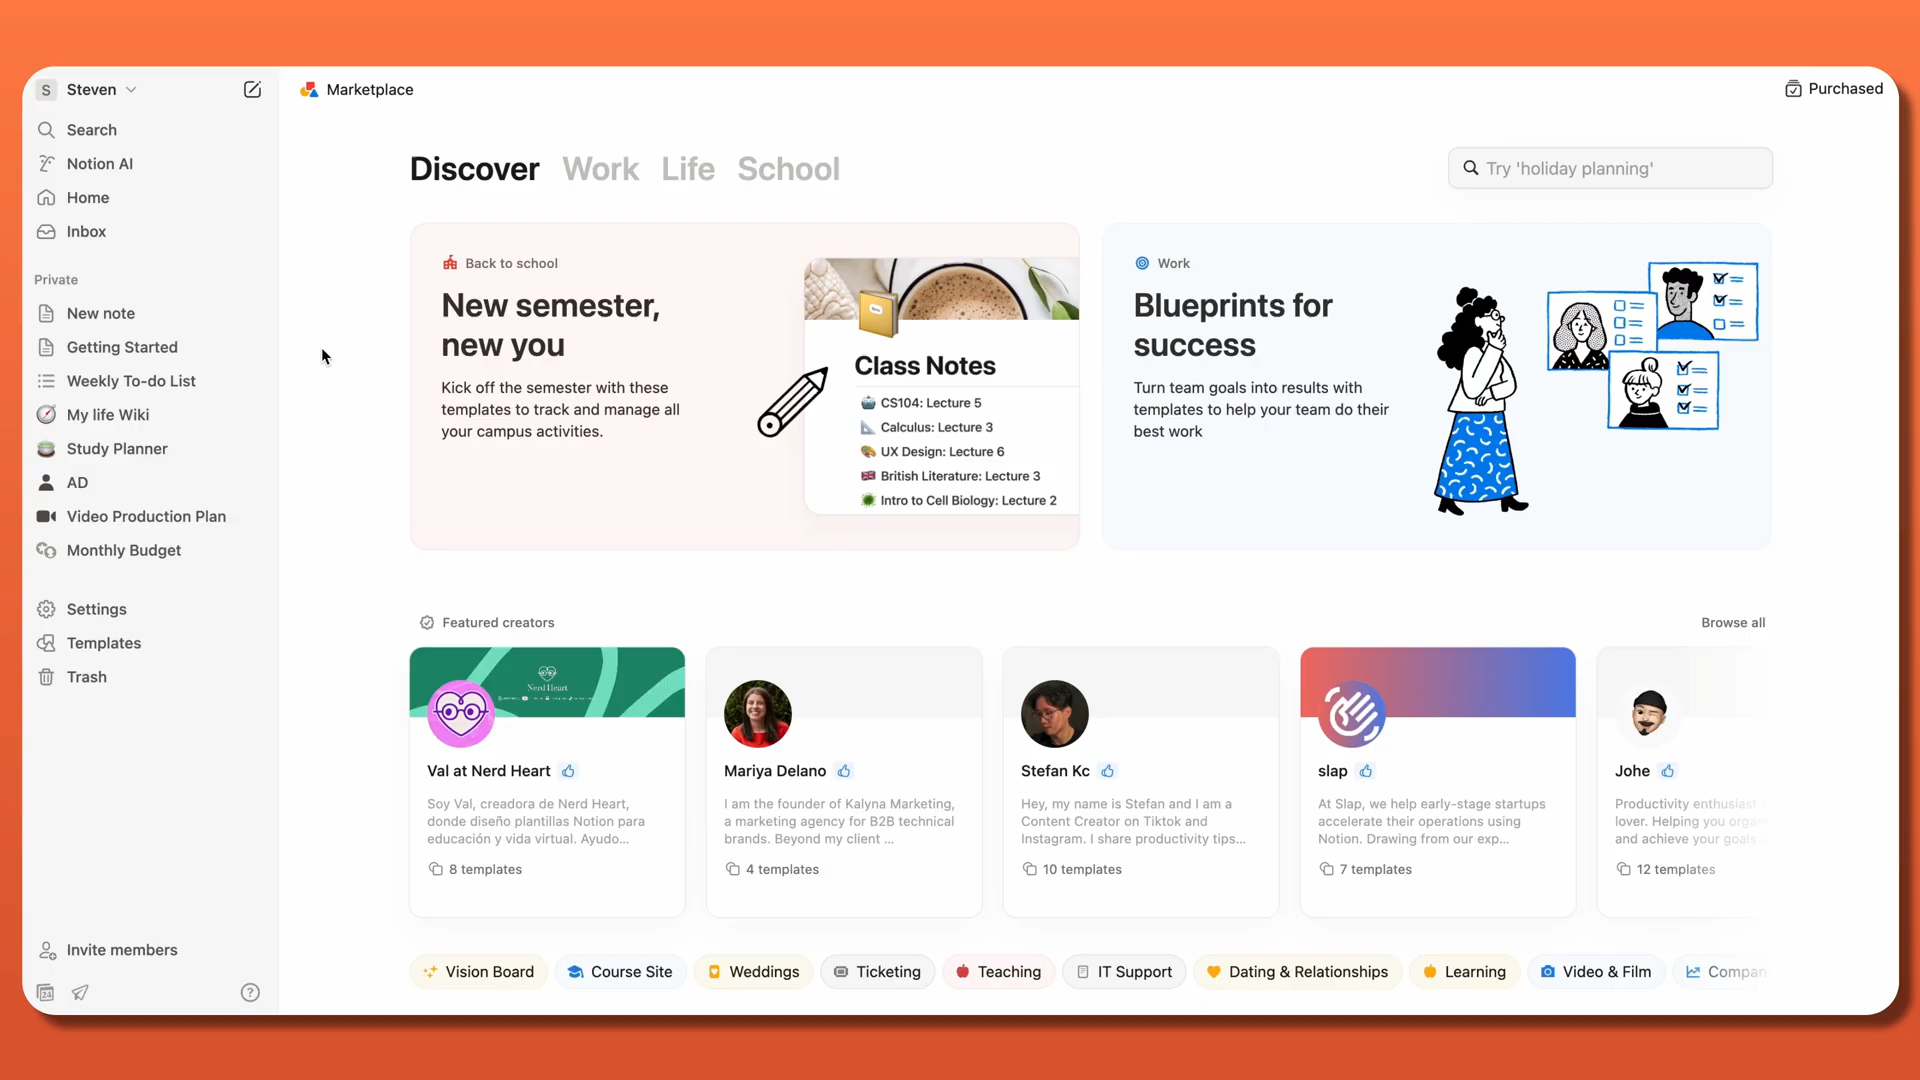 S Steven
Search
Notion AI
Home
Inbox
Private
New note
Getting Started
Weekly To-do List
My life Wiki
Study Planner
AD
Video Production Plan
Monthly Budget
Settings
Templates
Trash
Invite members
24
?
Marketplace
Purchased
Discover Work Life School
Try 'holiday planning'
Back to school
New semester,
new you
Kick off the semester with these
templates to track and manage all
your campus activities.
Class Notes
CS104: Lecture 5
Calculus: Lecture 3
UX Design: Lecture 6
British Literature: Lecture 3
Intro to Cell Biology: Lecture 2
Work
Blueprints for
success
Turn team goals into results with
templates to help your team do their
best work
Featured creators
Browse all
Nerd Heart
Val at Nerd Heart
Soy Val, creadora de Nerd Heart,
donde diseño plantillas Notion para
educación y vida virtual. Ayudo...
8 templates
Mariya Delano
I am the founder of Kalyna Marketing,
a marketing agency for B2B technical
brands. Beyond my client ...
4 templates
Stefan Kc
Hey, my name is Stefan and I am a
Content Creator on Tiktok and
Instagram. I share productivity tips...
10 templates
slap
At Slap, we help early-stage startups
accelerate their operations using
Notion. Drawing from our exp...
7 templates
Johe
Productivity enthusiast
lover. Helping you organ
and achieve your goals
12 templates
Vision Board
Course Site
Weddings
Ticketing
Teaching
IT Support
Dating & Relationships
Learning
Video & Film
Compan